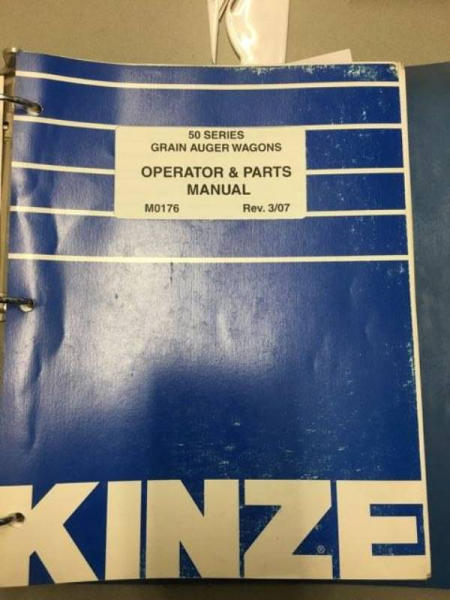 50 SERIES
GRAIN AUGER WAGONS
OPERATOR & PARTS
MANUAL
M0176 Rev. 3/07
KINZE®